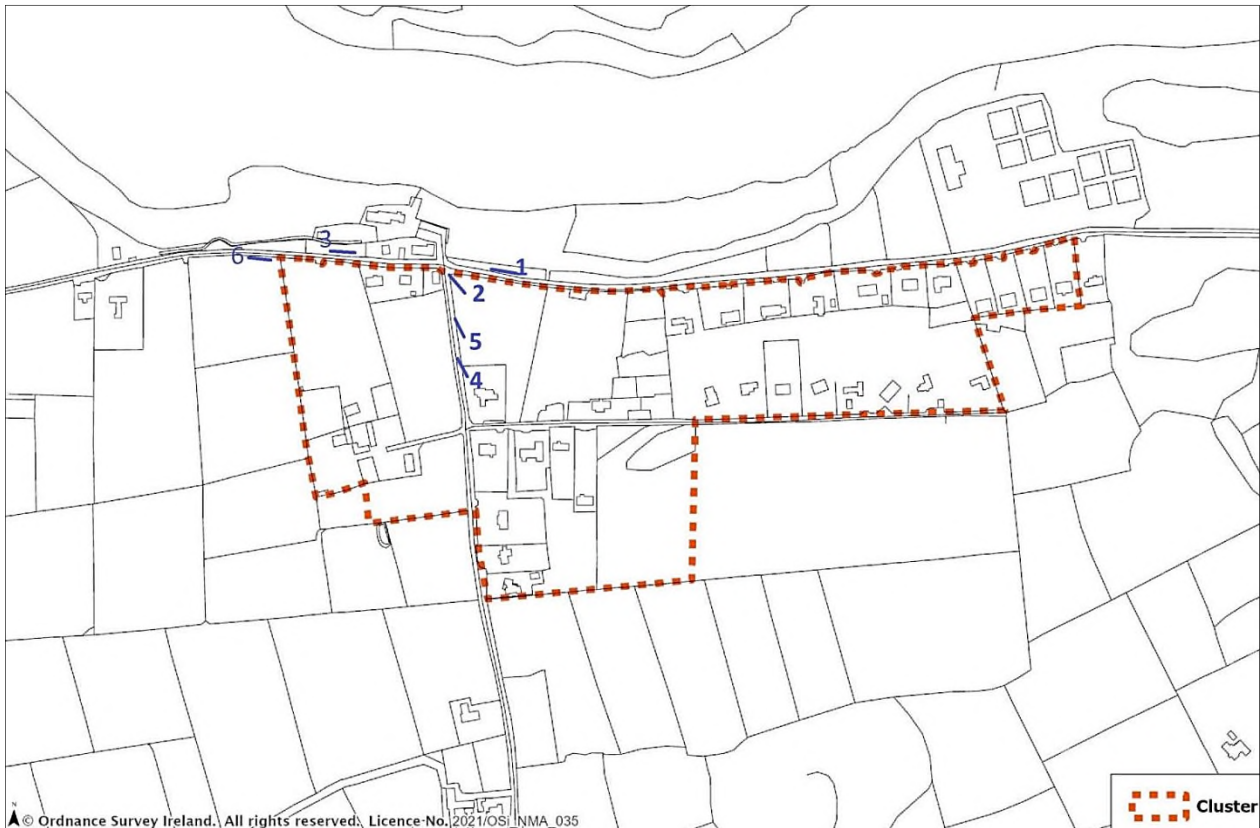 3
6
1
2
5
4
Cluster
N
© Ordnance Survey Ireland. All rights reserved. Licence No. 2021/OSi_NMA_035